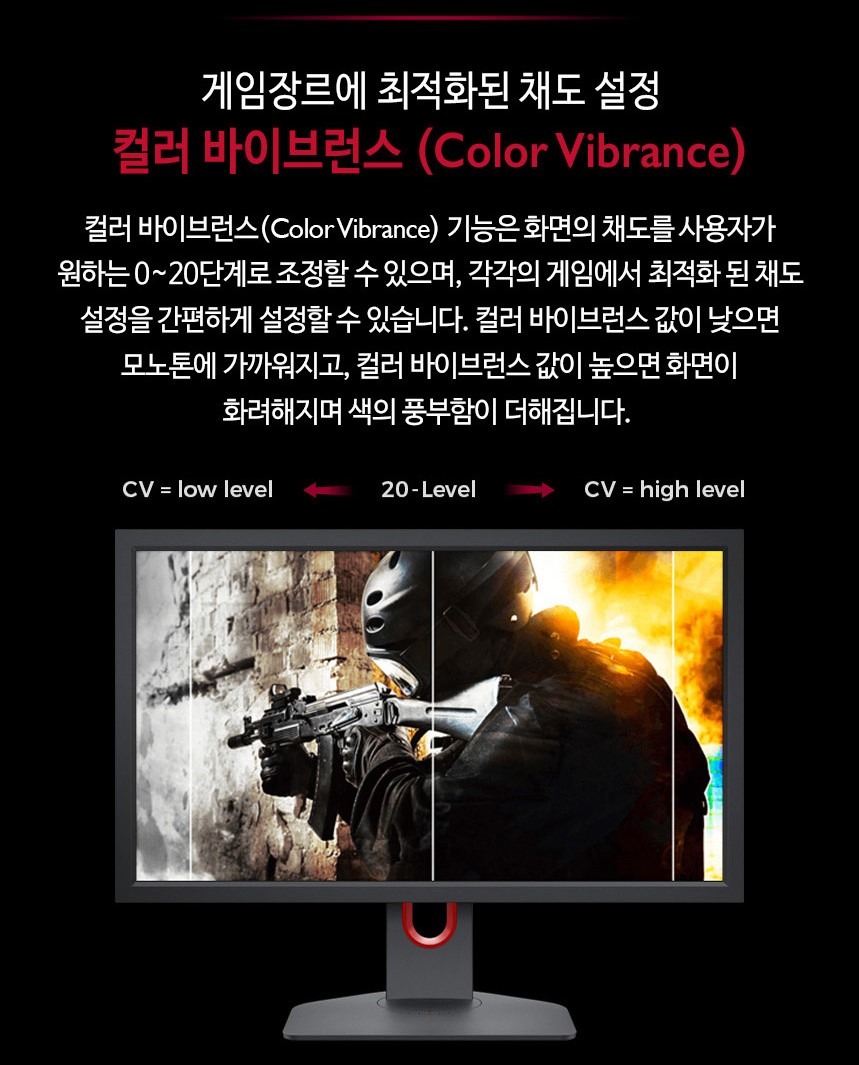 게임장르에 최적화된 채도 설정
컬러 바이브런스 (Color Vibrance)
컬러 바이브런스(Color Vibrance) 기능은 화면의 채도를 사용자가
원하는 0~20단계로 조정할 수 있으며, 각각의 게임에서 최적화 된 채도
설정을 간편하게 설정할 수 있습니다. 컬러 바이브런스 값이 낮으면
모노톤에 가까워지고, 컬러 바이브런스 값이 높으면 화면이
화려해지며 색의 풍부함이 더해집니다.
CV = low level 20-Level CV = high level